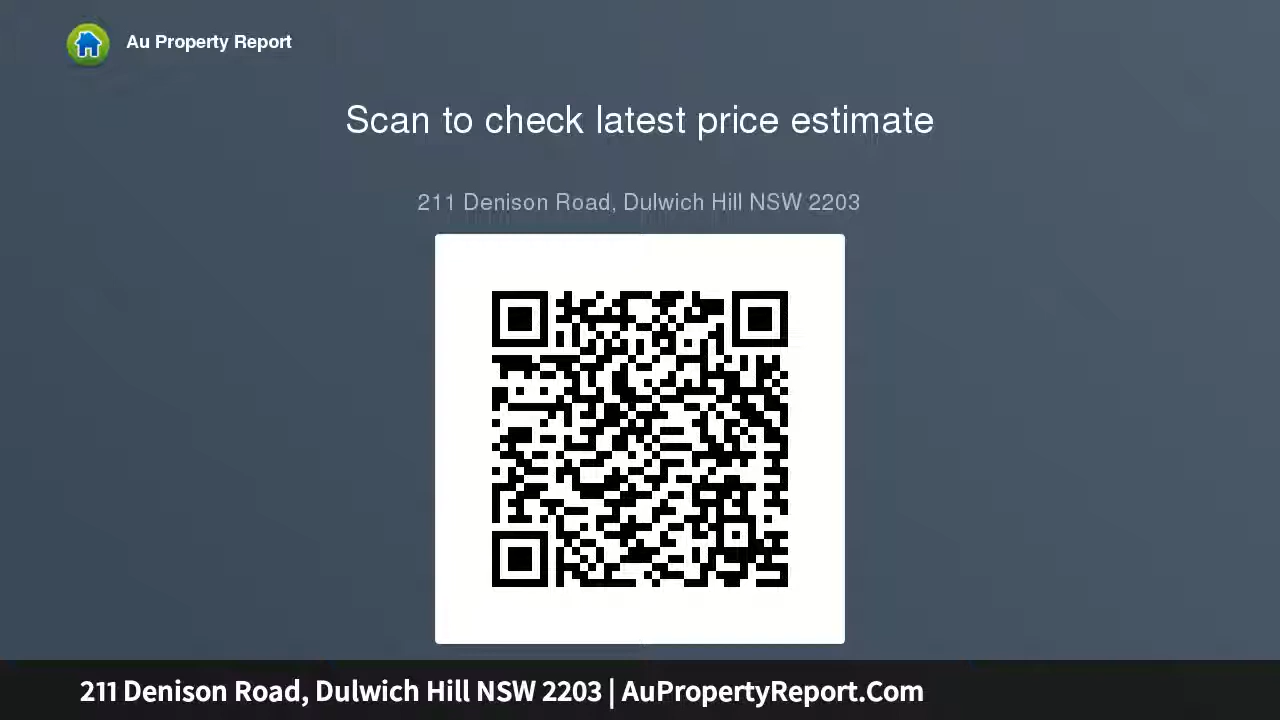 Au Property Report
Scan to check latest price estimate
211 Denison Road, Dulwich Hill NSW 2203
211 Denison Road, Dulwich Hill NSW 2203 | AuPropertyReport.Com